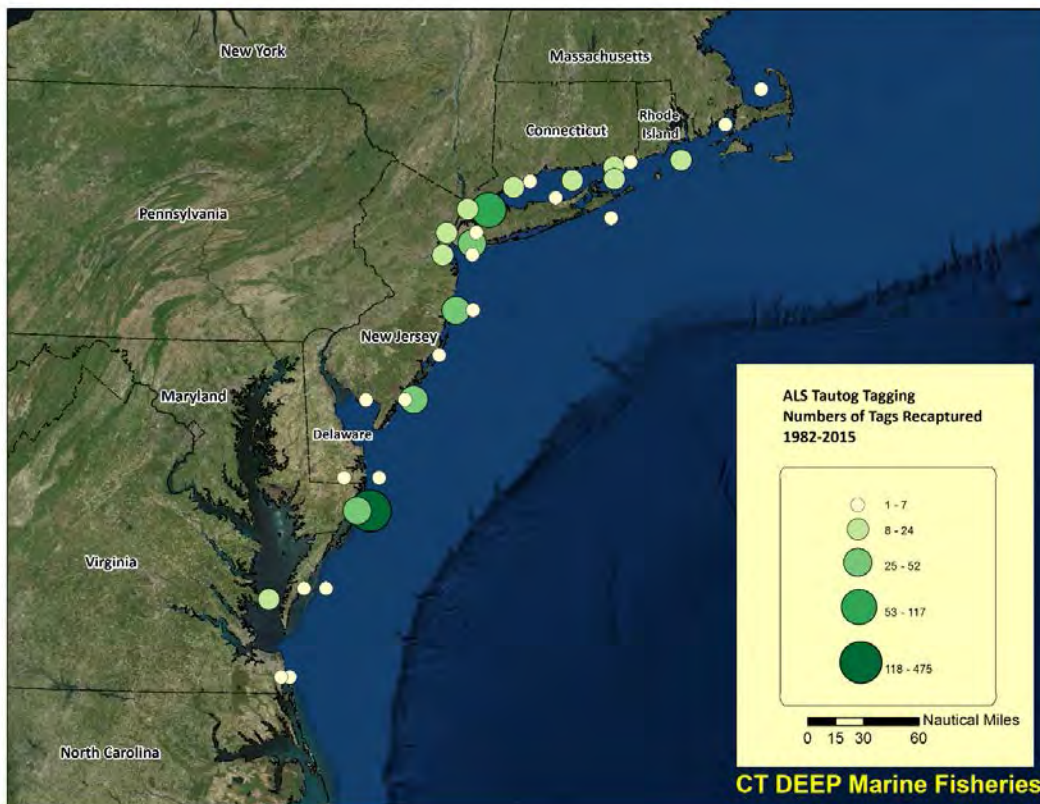 New York
Massachusetts
Rhode
Island
Connecticut
Pennsylvania
New Jersey
Maryland
Delaware
Virginia
North Carolina
ALS Tautog Tagging
Numbers of Tags Recaptured
1982-2015
1 - 7
8 - 24
25 - 52
53 - 117
118 - 475
Nautical Miles
0 15 30 60
CT DEEP Marine Fisheries